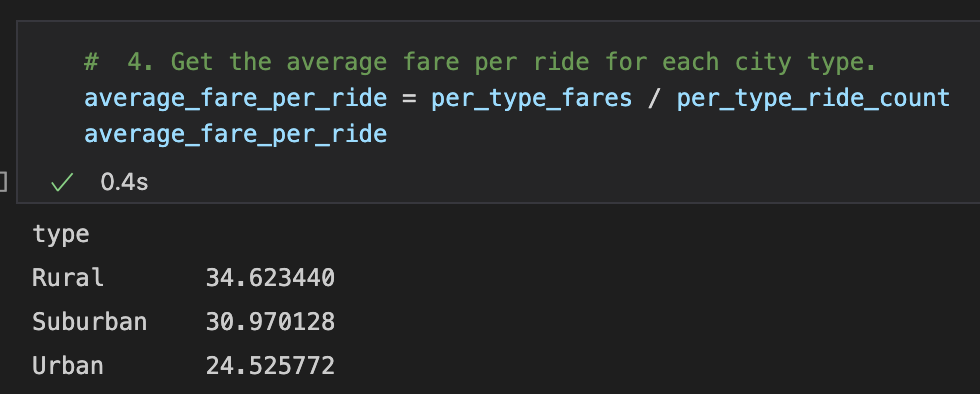 #  4. Get the average fare per ride for each city type.
average_fare_per_ride = per_type_fares / per_type_ride_count
average_fare_per_ride
] ✓ 0.4s
type
Rural       34.623440
Suburban    30.970128
Urban       24.525772